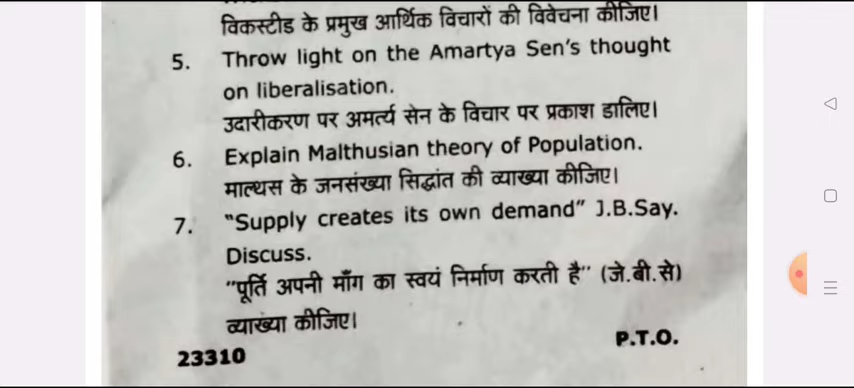 विकस्टीड के प्रमुख आर्थिक विचारों की विवेचना कीजिए।
5. Throw light on the Amartya Sen's thought
on liberalisation.
उदारीकरण पर अमर्त्य सेन के विचार पर प्रकाश डालिए।
6. Explain Malthusian theory of Population.
माल्थस के जनसंख्या सिद्धांत की व्याख्या कीजिए।
7. "Supply creates its own demand" J.B.Say.
Discuss.
"पूर्ति अपनी माँग का स्वयं निर्माण करती है" (जे.बी.से)
व्याख्या कीजिए।
P.T.O.
23310